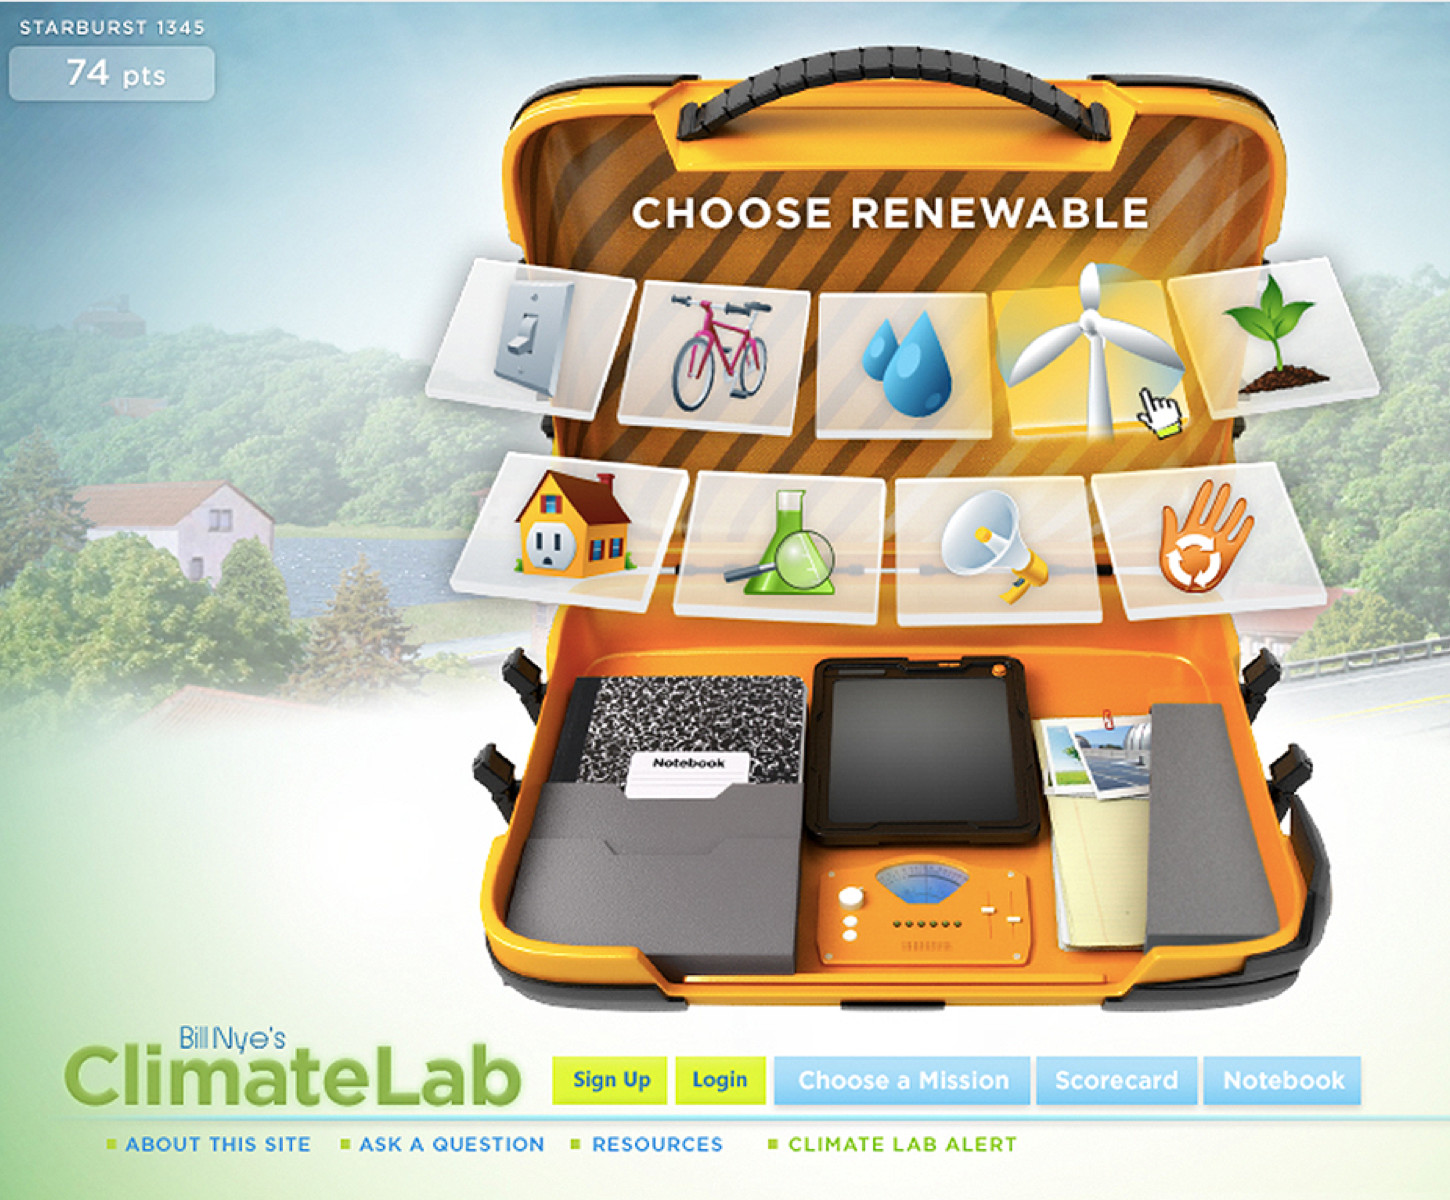 STARBURST 1345
74 pts
CHOOSE RENEWABLE
Notebook
Bill Nye's
ClimateLab
Sign Up
Login
Choose a Mission
Scorecard
Notebook
ABOUT THIS SITE
ASK A QUESTION
RESOURCES
CLIMATE LAB ALERT